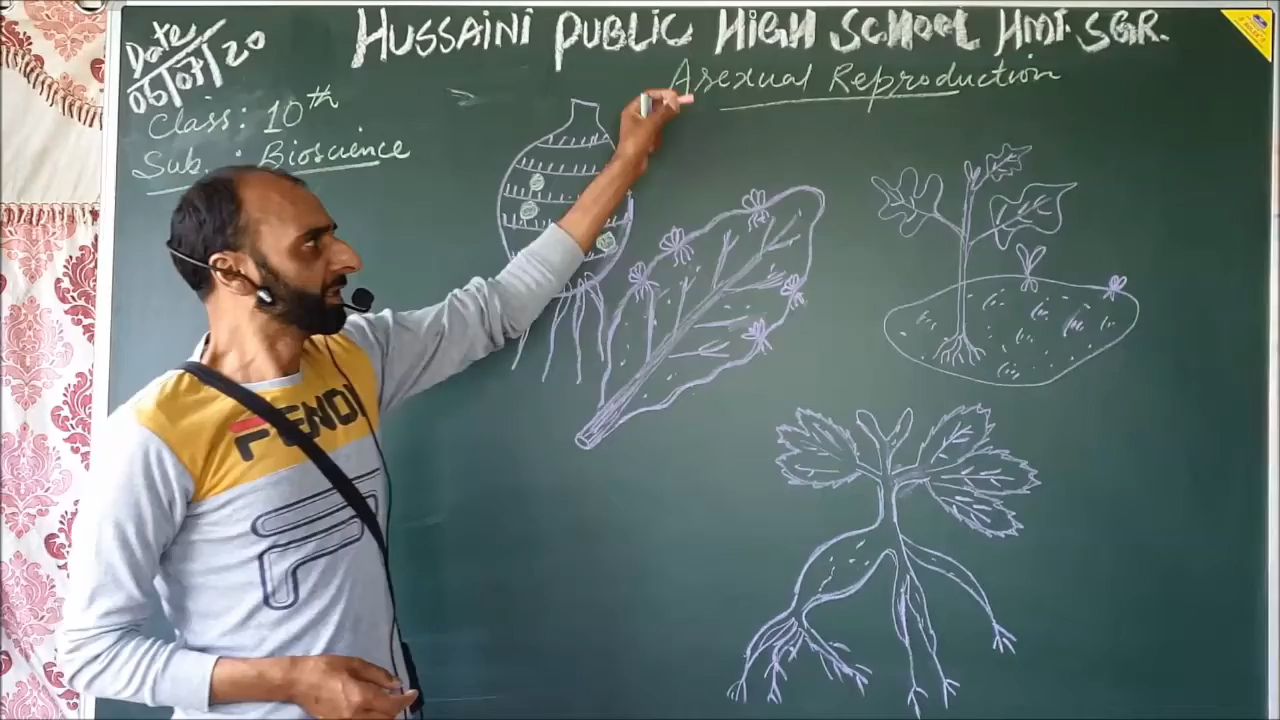 HUSSAINI PUBLIC HIGH SCHOOL HMT. SGR.
Date
06/07/20
Class: 10th
Sub. : Bioscience
Asexual Reproduction
FENDI